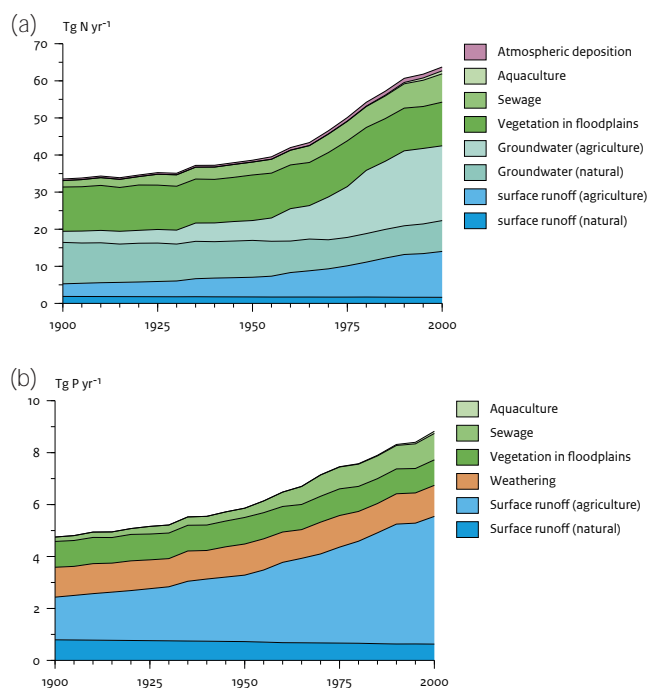 (a)
Tg N yr⁻¹
70
60
50
40
30
20
10
0
1900 1925 1950 1975 2000
Atmospheric deposition
Aquaculture
Sewage
Vegetation in floodplains
Groundwater (agriculture)
Groundwater (natural)
surface runoff (agriculture)
surface runoff (natural)
(b)
Tg P yr⁻¹
10
8
6
4
2
0
1900 1925 1950 1975 2000
Aquaculture
Sewage
Vegetation in floodplains
Weathering
Surface runoff (agriculture)
Surface runoff (natural)